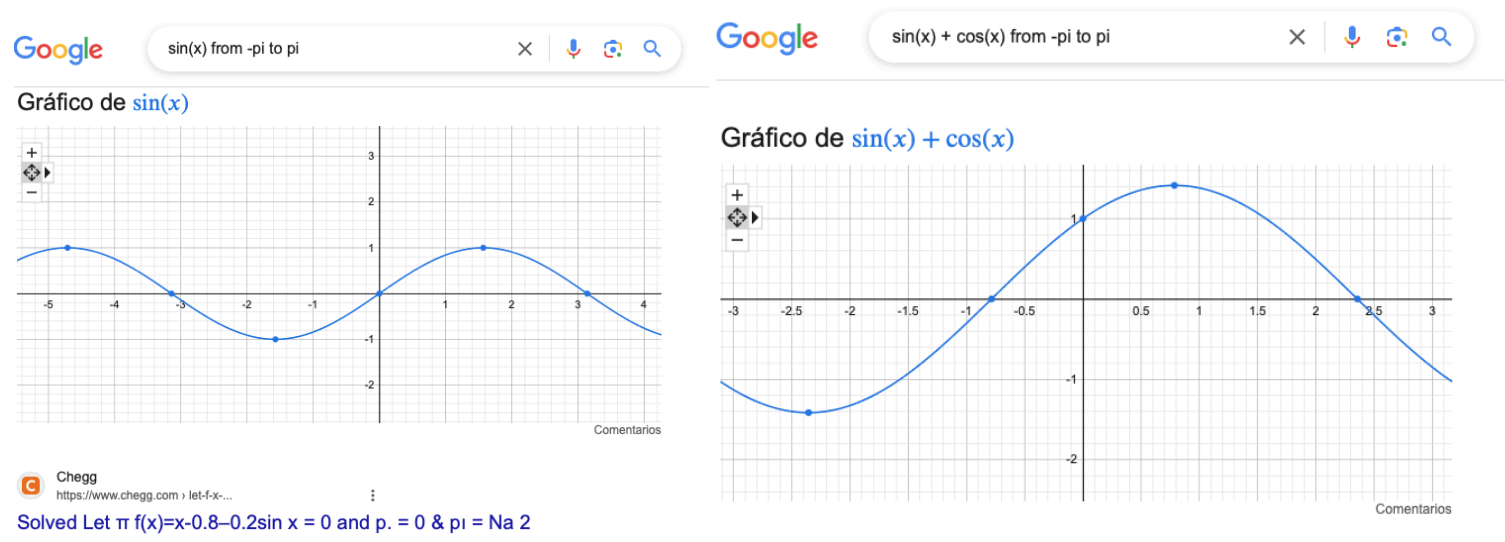 Google
sin(x) from -pi to pi
Gráfico de sin(x)
+
−
3
2
1
-5 -4 -3 -2 -1 1 2 3 4
-1
-2
Comentarios
Chegg
https://www.chegg.com › let-f-x-...
Solved Let π f(x)=x-0.8–0.2sin x = 0 and p. = 0 & pı = Na 2
Google
sin(x) + cos(x) from -pi to pi
Gráfico de sin(x) + cos(x)
+
−
1
-3 -2.5 -2 -1.5 -1 -0.5 0.5 1 1.5 2 2.5 3
-1
-2
Comentarios